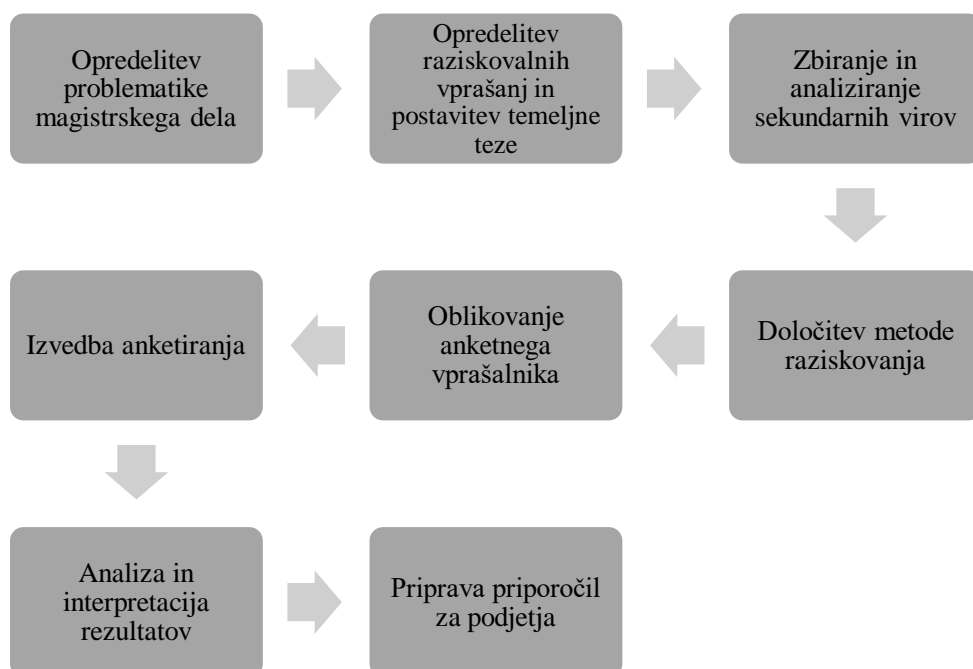 Opredelitev
problematike
magistrskega dela
Opredelitev
raziskovalnih
vprašanj in
postavitev temeljne
teze
Zbiranje in
analiziranje
sekundarnih virov
Določitev metode
raziskovanja
Oblikovanje
anketnega
vprašalnika
Izvedba anketiranja
Analiza in
interpretacija
rezultatov
Priprava priporočil
za podjetja